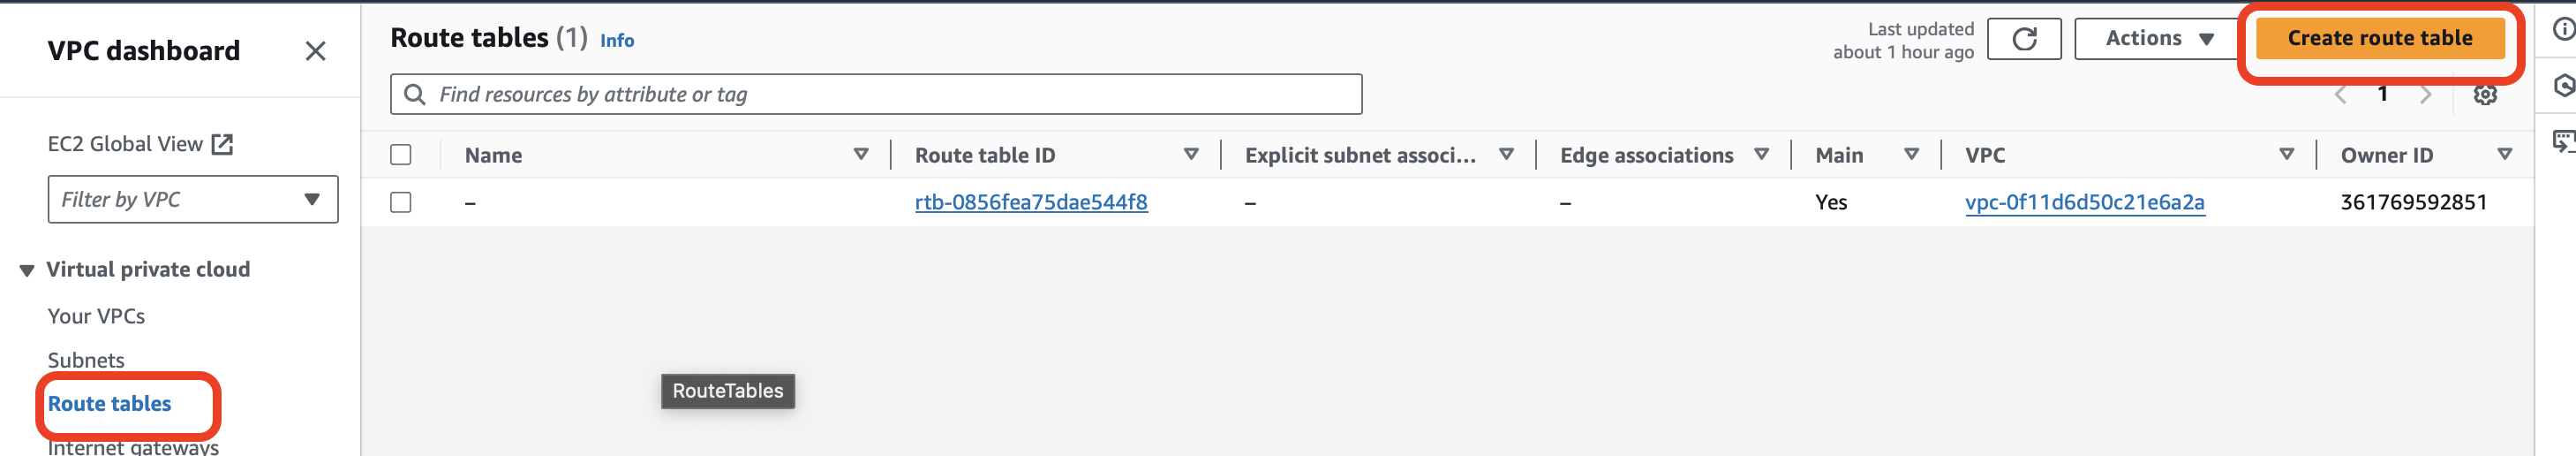 VPC dashboard
EC2 Global View
Filter by VPC
Virtual private cloud
Your VPCs
Subnets
Route tables
Internet gateways
Route tables (1) Info
Last updated
about 1 hour ago
Actions
Create route table
Find resources by attribute or tag
1
Name Route table ID Explicit subnet associ... Edge associations Main VPC Owner ID
– rtb-0856fea75dae544f8 – – Yes vpc-0f11d6d50c21e6a2a 361769592851
RouteTables